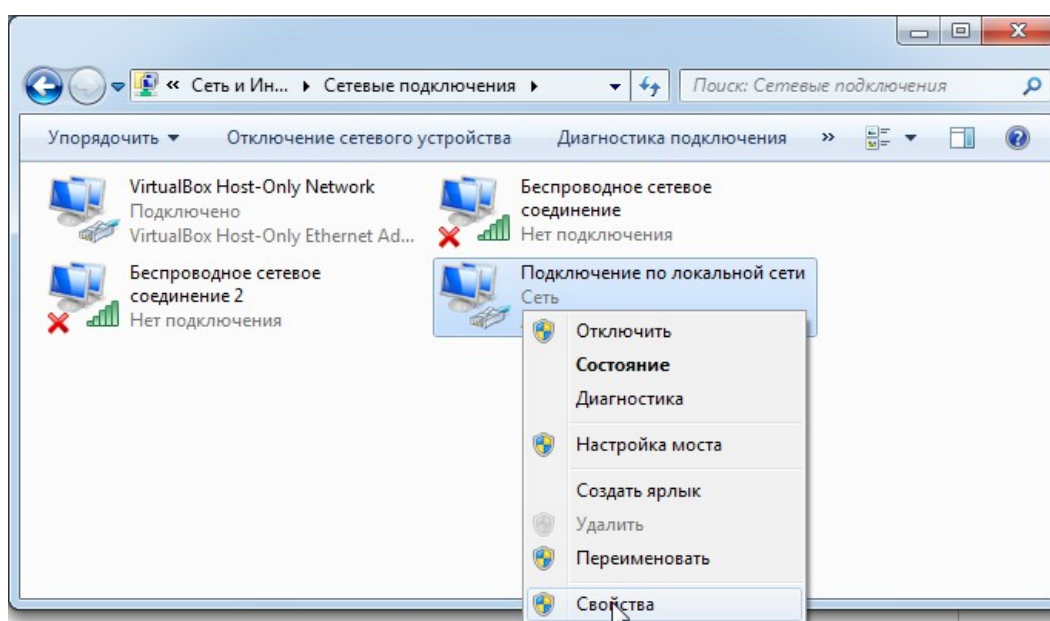 « Сеть и Ин... Сетевые подключения
Поиск: Сетевые подключения
Упорядочить Отключение сетевого устройства Диагностика подключения »
VirtualBox Host-Only Network
Подключено
VirtualBox Host-Only Ethernet Ad...
Беспроводное сетевое
соединение
Нет подключения
Беспроводное сетевое
соединение 2
Нет подключения
Подключение по локальной сети
Сеть
Отключить
Состояние
Диагностика
Настройка моста
Создать ярлык
Удалить
Переименовать
Свойства